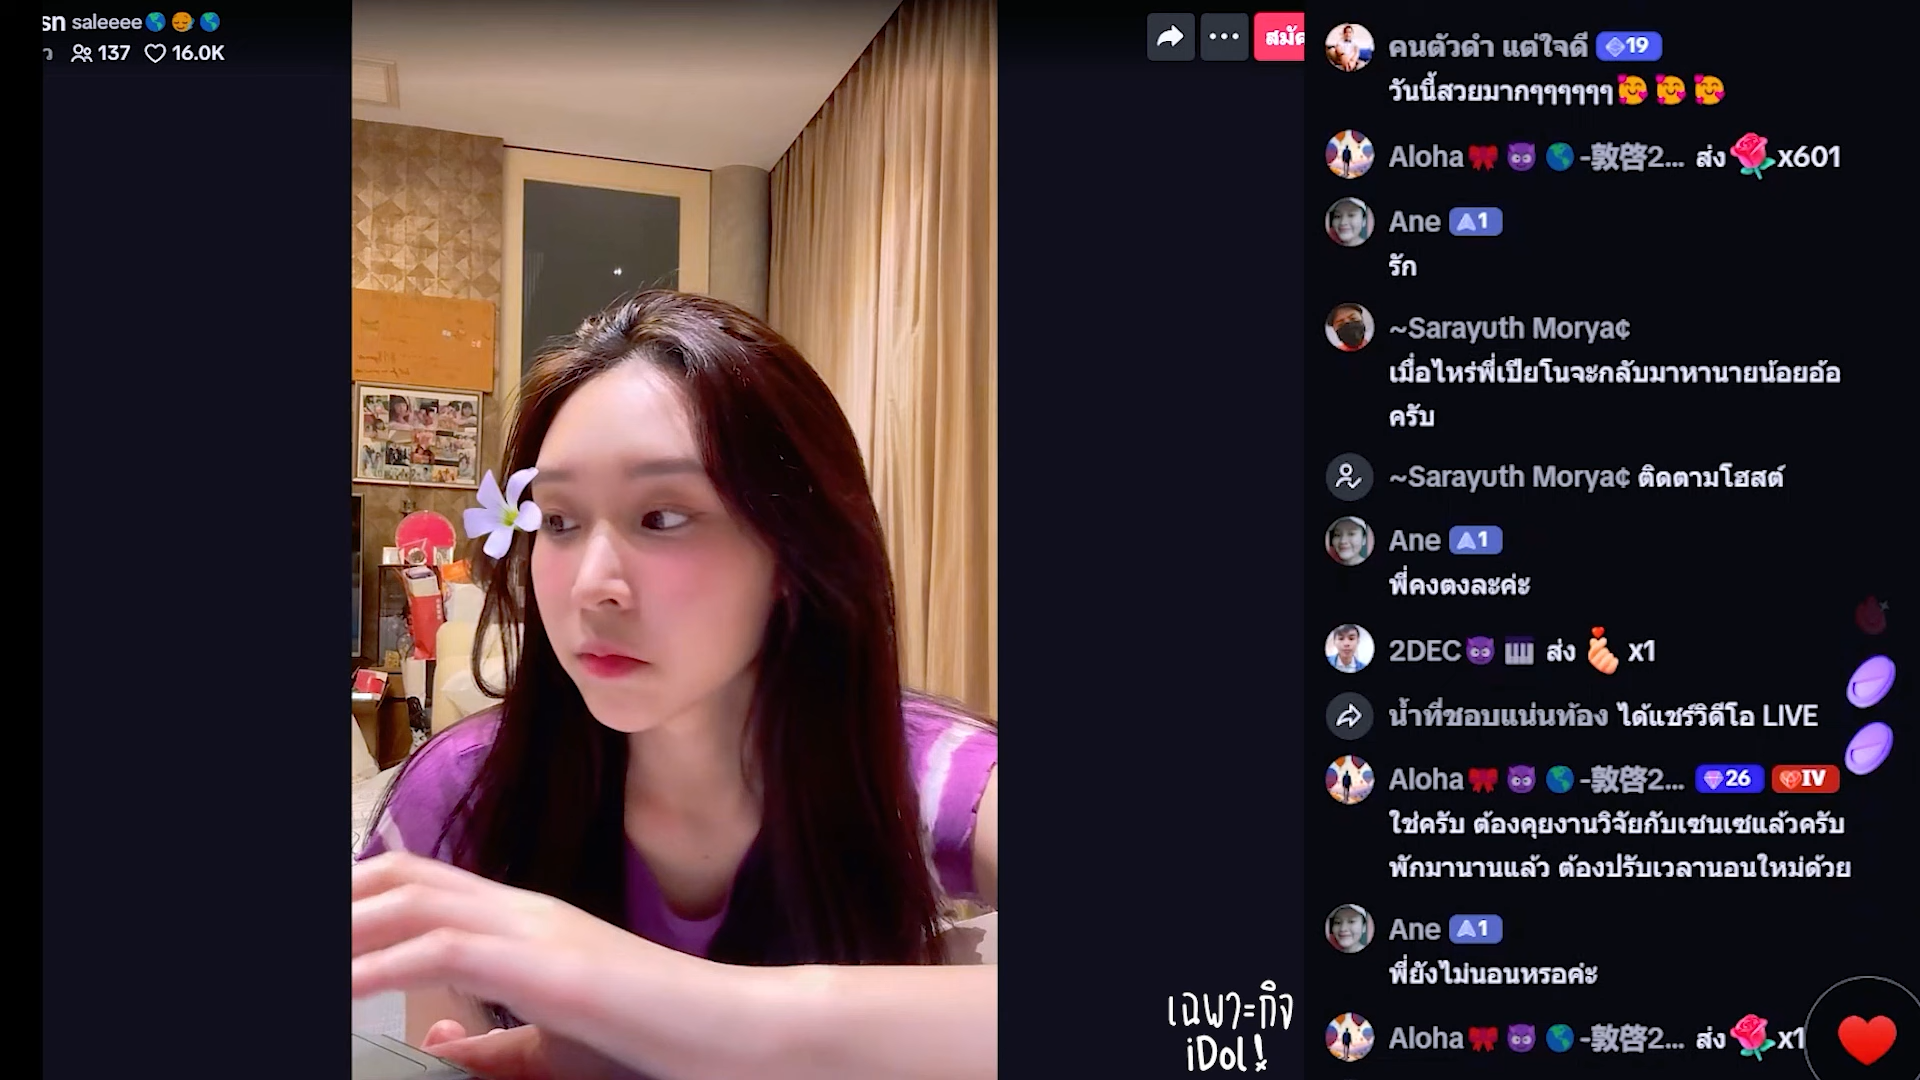 sn saleeee
137 16.0K
คนตัวดำ แต่ใจดี 19
วันนี้สวยมากๆๆๆๆๆๆ
Aloha -敦啓2... ส่ง x601
Ane 1
รัก
~Sarayuth Morya¢
เมื่อไหร่พี่เปียโนจะกลับมาหานายน้อยอ้อ
ครับ
~Sarayuth Morya¢ ติดตามโฮสต์
Ane 1
พี่คงตงละค่ะ
2DEC ส่ง x1
น้ำที่ชอบแน่นท้อง ได้แชร์วิดีโอ LIVE
Aloha -敦啓2... 26 IV
ใช่ครับ ต้องคุยงานวิจัยกับเซนเซแล้วครับ
พักมานานแล้ว ต้องปรับเวลานอนใหม่ด้วย
Ane 1
พี่ยังไม่นอนหรอค่ะ
Aloha -敦啓2... ส่ง x1
เฉพาะกิจ
iDol!